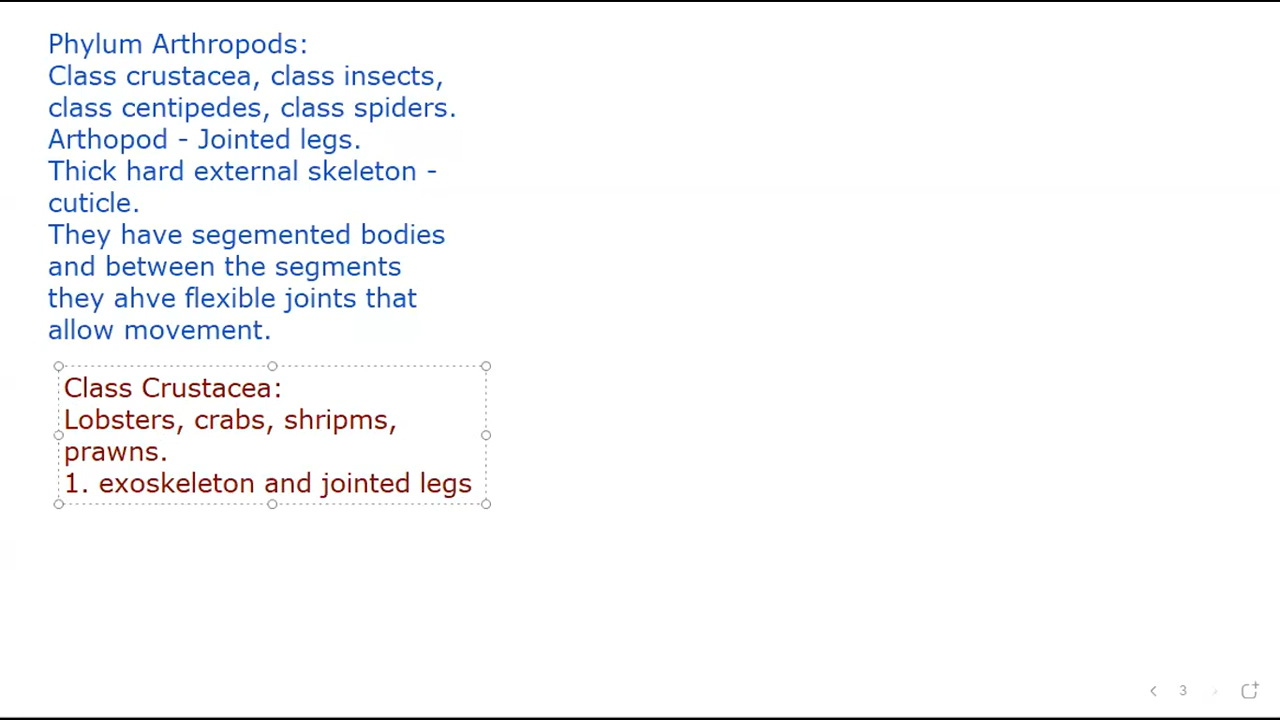 Phylum Arthropods:
Class crustacea, class insects,
class centipedes, class spiders.
Arthopod - Jointed legs.
Thick hard external skeleton -
cuticle.
They have segemented bodies
and between the segments
they ahve flexible joints that
allow movement.
Class Crustacea:
Lobsters, crabs, shripms,
prawns.
1. exoskeleton and jointed legs
3